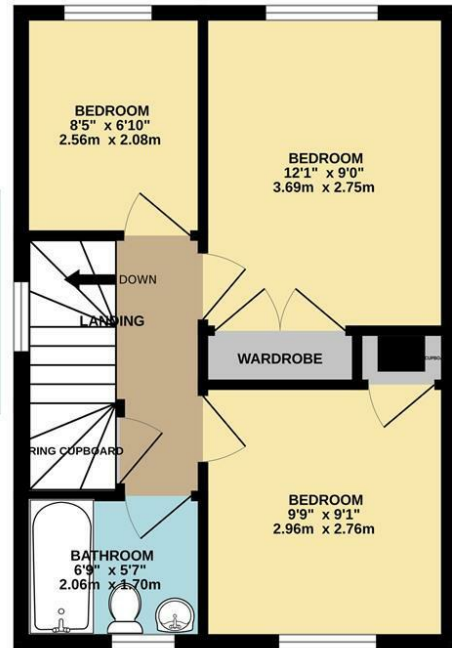 BEDROOM
8'5" x 6'10"
2.56m x 2.08m
BEDROOM
12'1" x 9'0"
3.69m x 2.75m
DOWN
LANDING
WARDROBE
RING CUPBOARD
BEDROOM
9'9" x 9'1"
2.96m x 2.76m
BATHROOM
6'9" x 5'7"
2.06m x 1.70m